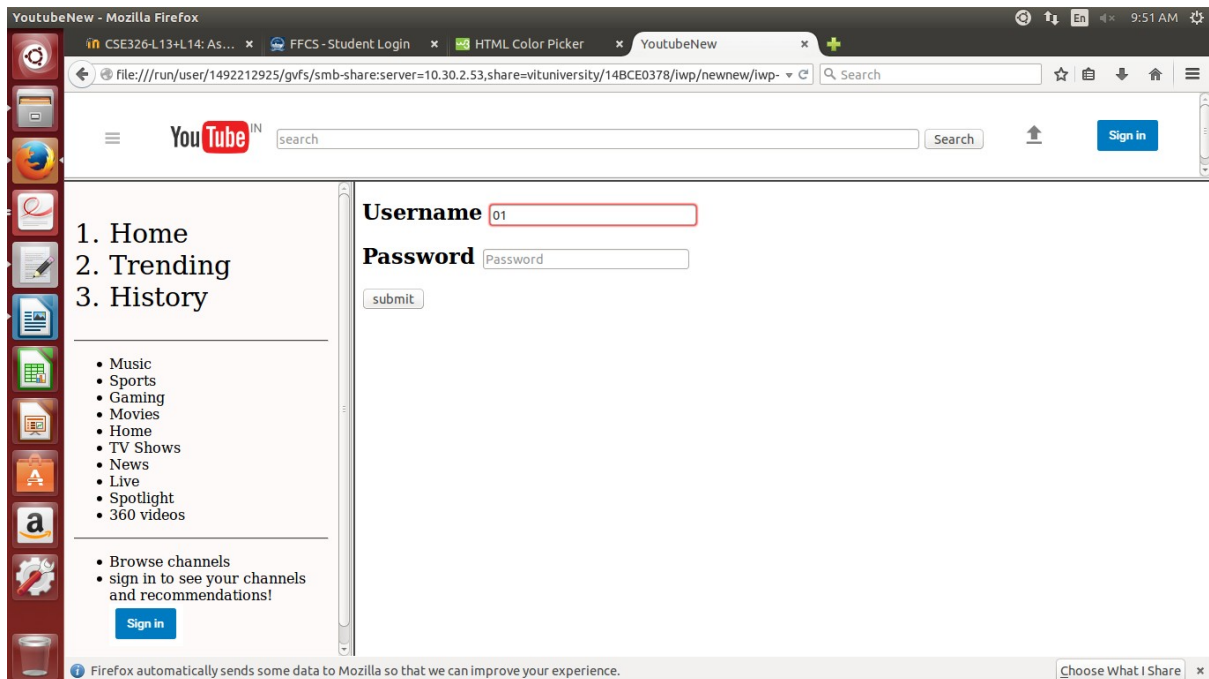 YoutubeNew - Mozilla Firefox
En 9:51 AM
CSE326-L13+L14: As... × FFCS - Student Login × HTML Color Picker × YoutubeNew ×
file:///run/user/1492212925/gvfs/smb-share:server=10.30.2.53,share=vituniversity/14BCE0378/iwp/newnew/iwp- Search
YouTube IN search Search Sign in
1. Home
2. Trending
3. History
Username 01
Password Password
submit
• Music
• Sports
• Gaming
• Movies
• Home
• TV Shows
• News
• Live
• Spotlight
• 360 videos
• Browse channels
• sign in to see your channels
and recommendations!
Sign in
Firefox automatically sends some data to Mozilla so that we can improve your experience. Choose What I Share ×